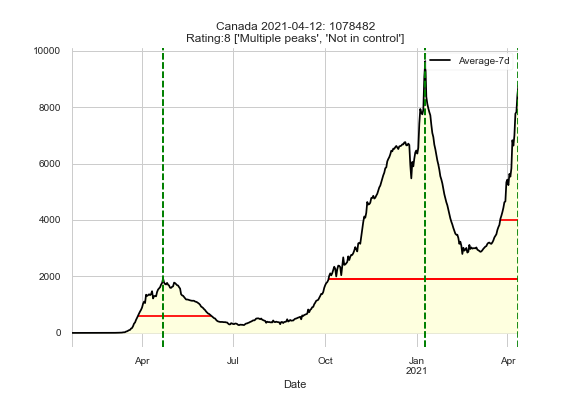 Canada 2021-04-12: 1078482
Rating:8 ['Multiple peaks', 'Not in control']
10000
Average-7d
8000
6000
4000
2000
0
Apr Jul Oct Jan Apr
2021
Date